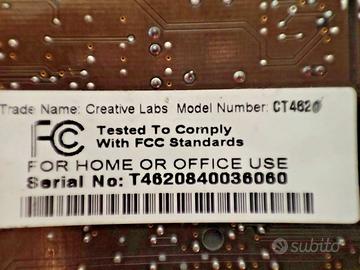 Trade Name: Creative Labs Model Number: CT4620
FC Tested To Comply
With FCC Standards
FOR HOME OR OFFICE USE
Serial No: T4620840036060
subito